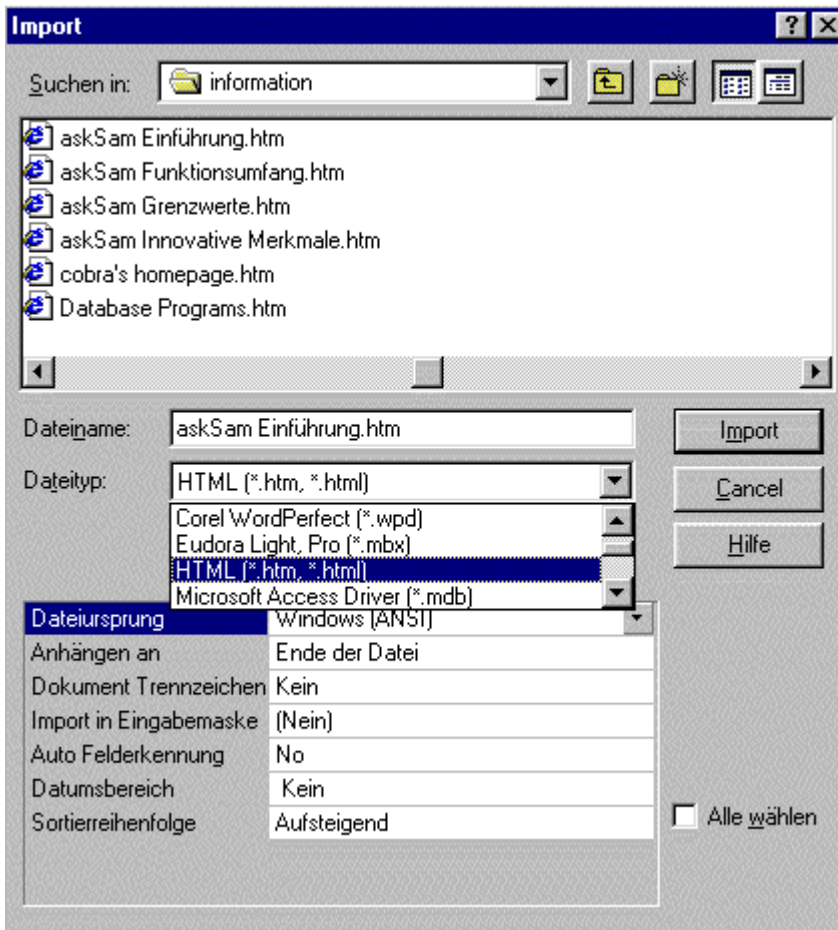 Import
Suchen in: information
askSam Einführung.htm
askSam Funktionsumfang.htm
askSam Grenzwerte.htm
askSam Innovative Merkmale.htm
cobra's homepage.htm
Database Programs.htm
Dateiname: askSam Einführung.htm Import
Dateityp: HTML (*.htm, *.html) Cancel
Corel WordPerfect (*.wpd)
Eudora Light, Pro (*.mbx) Hilfe
HTML (*.htm, *.html)
Microsoft Access Driver (*.mdb)
Dateiursprung Windows (ANSI)
Anhängen an Ende der Datei
Dokument Trennzeichen Kein
Import in Eingabemaske (Nein)
Auto Felderkennung No
Datumsbereich Kein
Sortierreihenfolge Aufsteigend Alle wählen